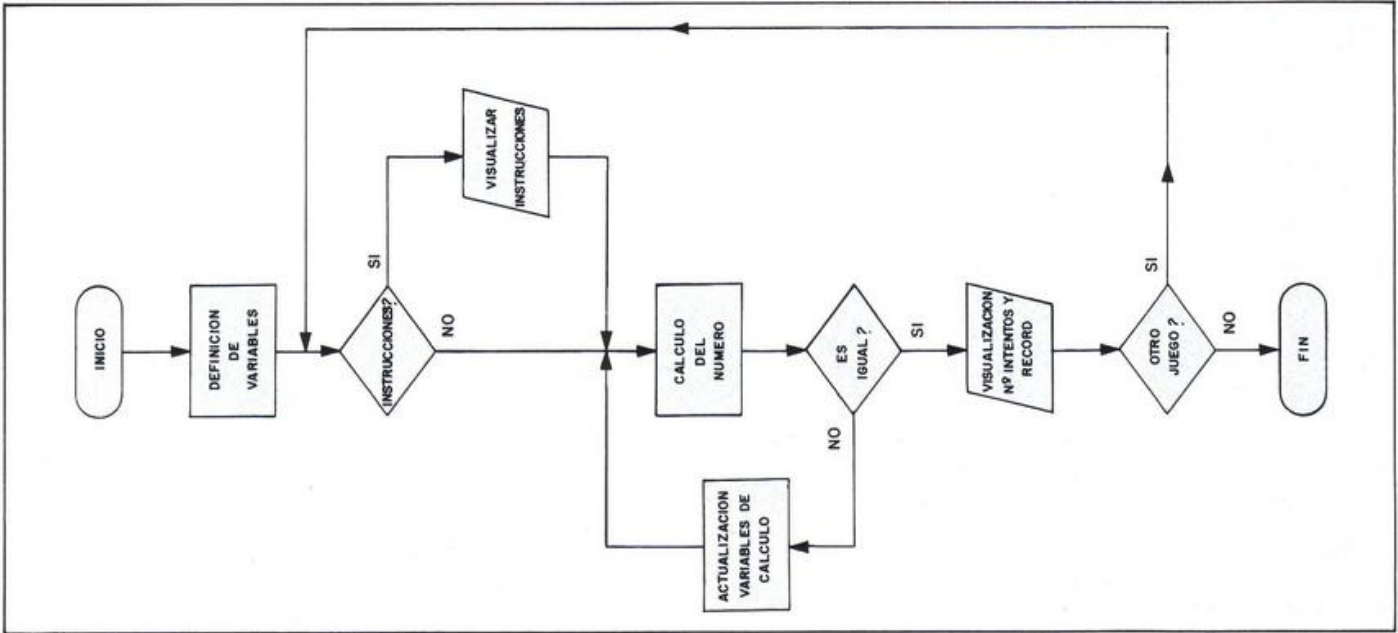 INICIO
DEFINICION
DE
VARIABLES
INSTRUCCIONES?
SI
NO
VISUALIZAR
INSTRUCCIONES
CALCULO
DEL
NUMERO
ES
IGUAL ?
NO
SI
ACTUALIZACION
VARIABLES DE
CALCULO
VISUALIZACION
Nº INTENTOS Y
RECORD
OTRO
JUEGO ?
SI
NO
FIN